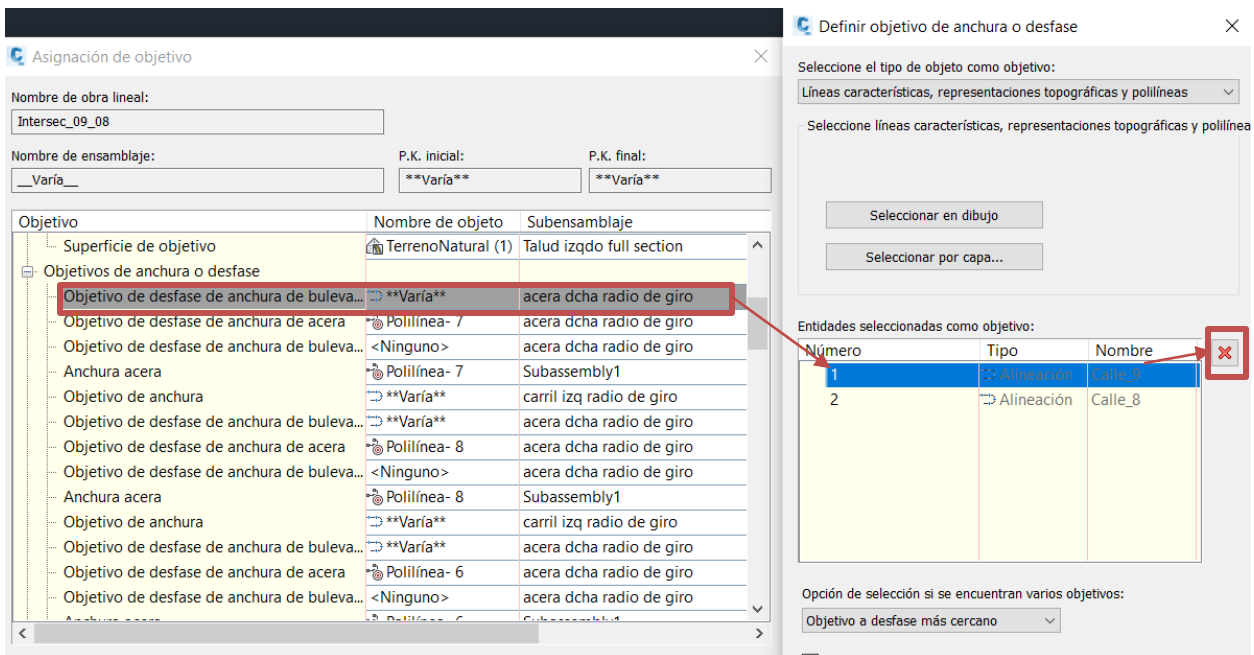 Asignación de objetivo
Nombre de obra lineal:
Intersec_09_08
Nombre de ensamblaje:
P.K. inicial:
P.K. final:
__Varía__
**Varía**
**Varía**
Objetivo Nombre de objeto Subensamblaje
Superficie de objetivo TerrenoNatural (1) Talud izqdo full section
Objetivos de anchura o desfase
Objetivo de desfase de anchura de buleva... **Varía** acera dcha radio de giro
Objetivo de desfase de anchura de acera Polilínea- 7 acera dcha radio de giro
Objetivo de desfase de anchura de buleva... <Ninguno> acera dcha radio de giro
Anchura acera Polilínea- 7 Subassembly1
Objetivo de anchura **Varía** carril izq radio de giro
Objetivo de desfase de anchura de buleva... **Varía** acera dcha radio de giro
Objetivo de desfase de anchura de acera Polilínea- 8 acera dcha radio de giro
Objetivo de desfase de anchura de buleva... <Ninguno> acera dcha radio de giro
Anchura acera Polilínea- 8 Subassembly1
Objetivo de anchura **Varía** carril izq radio de giro
Objetivo de desfase de anchura de buleva... **Varía** acera dcha radio de giro
Objetivo de desfase de anchura de acera Polilínea- 6 acera dcha radio de giro
Objetivo de desfase de anchura de buleva... <Ninguno> acera dcha radio de giro
Definir objetivo de anchura o desfase
Seleccione el tipo de objeto como objetivo:
Líneas características, representaciones topográficas y polilíneas
Seleccione líneas características, representaciones topográficas y polilínea
Seleccionar en dibujo
Seleccionar por capa...
Entidades seleccionadas como objetivo:
Número Tipo Nombre
1 Alineación Calle_9
2 Alineación Calle_8
Opción de selección si se encuentran varios objetivos:
Objetivo a desfase más cercano